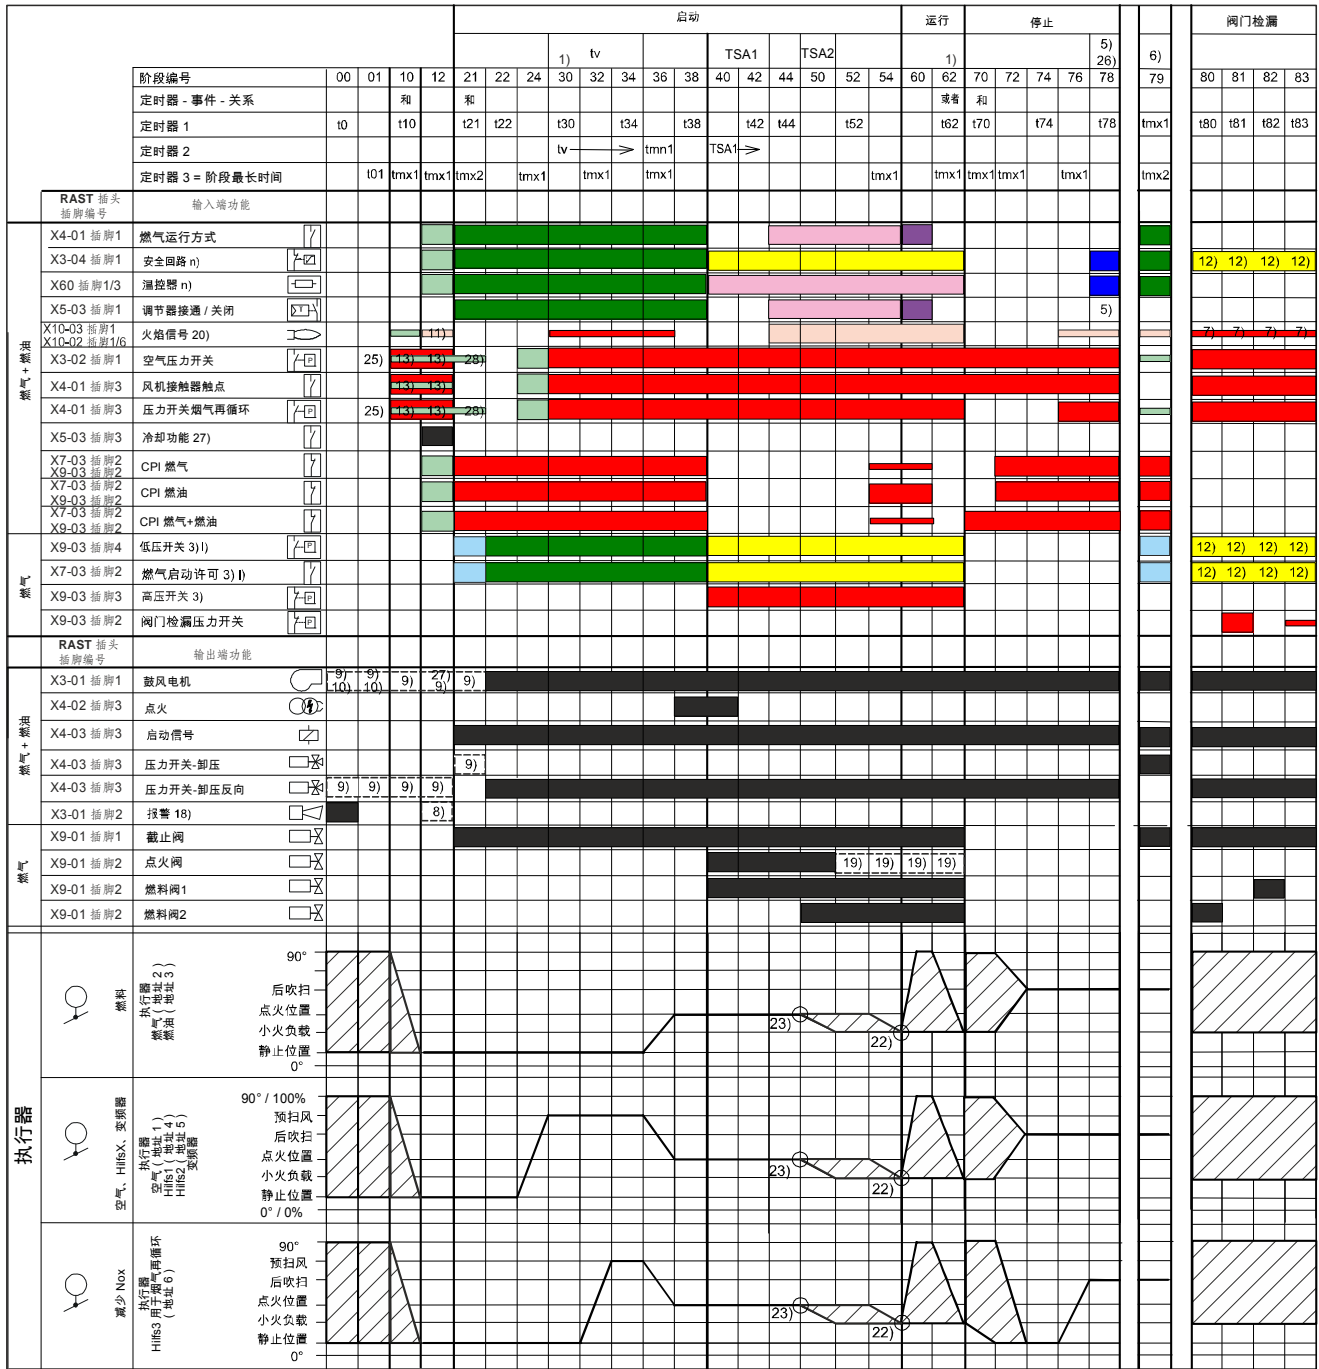 启动 运行 停止 阀门检漏
1) tv TSA1 TSA2 1) 5) 26) 6)
阶段编号 00 01 10 12 21 22 24 30 32 34 36 38 40 42 44 50 52 54 60 62 70 72 74 76 78 79 80 81 82 83
定时器 - 事件 - 关系 和 和 或者 和
定时器 1 t0 t10 t21 t22 t30 t34 t38 t42 t44 t52 t62 t70 t74 t78 tmx1 t80 t81 t82 t83
定时器 2 tv tmn1 TSA1
定时器 3 = 阶段最长时间 t01 tmx1 tmx1 tmx2 tmx1 tmx1 tmx1 tmx1 tmx1 tmx1 tmx1 tmx1 tmx2
RAST 插头
插脚编号
输入端功能
燃气 + 燃油
X4-01 插脚1 燃气运行方式
X3-04 插脚1 安全回路 n) 12) 12) 12) 12)
X60 插脚1/3 温控器 n)
X5-03 插脚1 调节器接通 / 关闭 5)
X10-03 插脚1
X10-02 插脚1/6
火焰信号 20) 11) 7) 7) 7) 7)
X3-02 插脚1 空气压力开关 25) 13) 13) 28)
X4-01 插脚3 风机接触器触点 13) 13)
X4-01 插脚3 压力开关烟气再循环 25) 13) 13) 28)
X5-03 插脚3 冷却功能 27)
X7-03 插脚2
X9-03 插脚2
CPI 燃气
X7-03 插脚2
X9-03 插脚2
CPI 燃油
X7-03 插脚2
X9-03 插脚2
CPI 燃气+燃油
燃气
X9-03 插脚4 低压开关 3) l) 12) 12) 12) 12)
X7-03 插脚2 燃气启动许可 3) l) 12) 12) 12) 12)
X9-03 插脚3 高压开关 3)
X9-03 插脚2 阀门检漏压力开关
RAST 插头
插脚编号
输出端功能
燃气 + 燃油
X3-01 插脚1 鼓风电机 9) 10) 9) 10) 9) 27) 9) 9)
X4-02 插脚3 点火
X4-03 插脚3 启动信号
X4-03 插脚3 压力开关-卸压 9)
X4-03 插脚3 压力开关-卸压反向 9) 9) 9) 9)
X3-01 插脚2 报警 18) 8)
燃气
X9-01 插脚1 截止阀
X9-01 插脚2 点火阀 19) 19) 19) 19)
X9-01 插脚2 燃料阀1
X9-01 插脚2 燃料阀2
执行器
燃料
执行器
燃气 ( 地址 2 )
燃油 ( 地址 3 )
90°
后吹扫
点火位置
小火负载
静止位置
0°
23)
22)
空气、HilfsX、变频器
执行器
空气 ( 地址 1 )
Hilfs1 ( 地址 4 )
Hilfs2 ( 地址 5 )
变频器
90° / 100%
预扫风
后吹扫
点火位置
小火负载
静止位置
0° / 0%
23)
22)
减少 Nox
执行器
Hilfs3 用于烟气再循环
( 地址 6 )
90°
预扫风
后吹扫
点火位置
小火负载
静止位置
0°
23)
22)